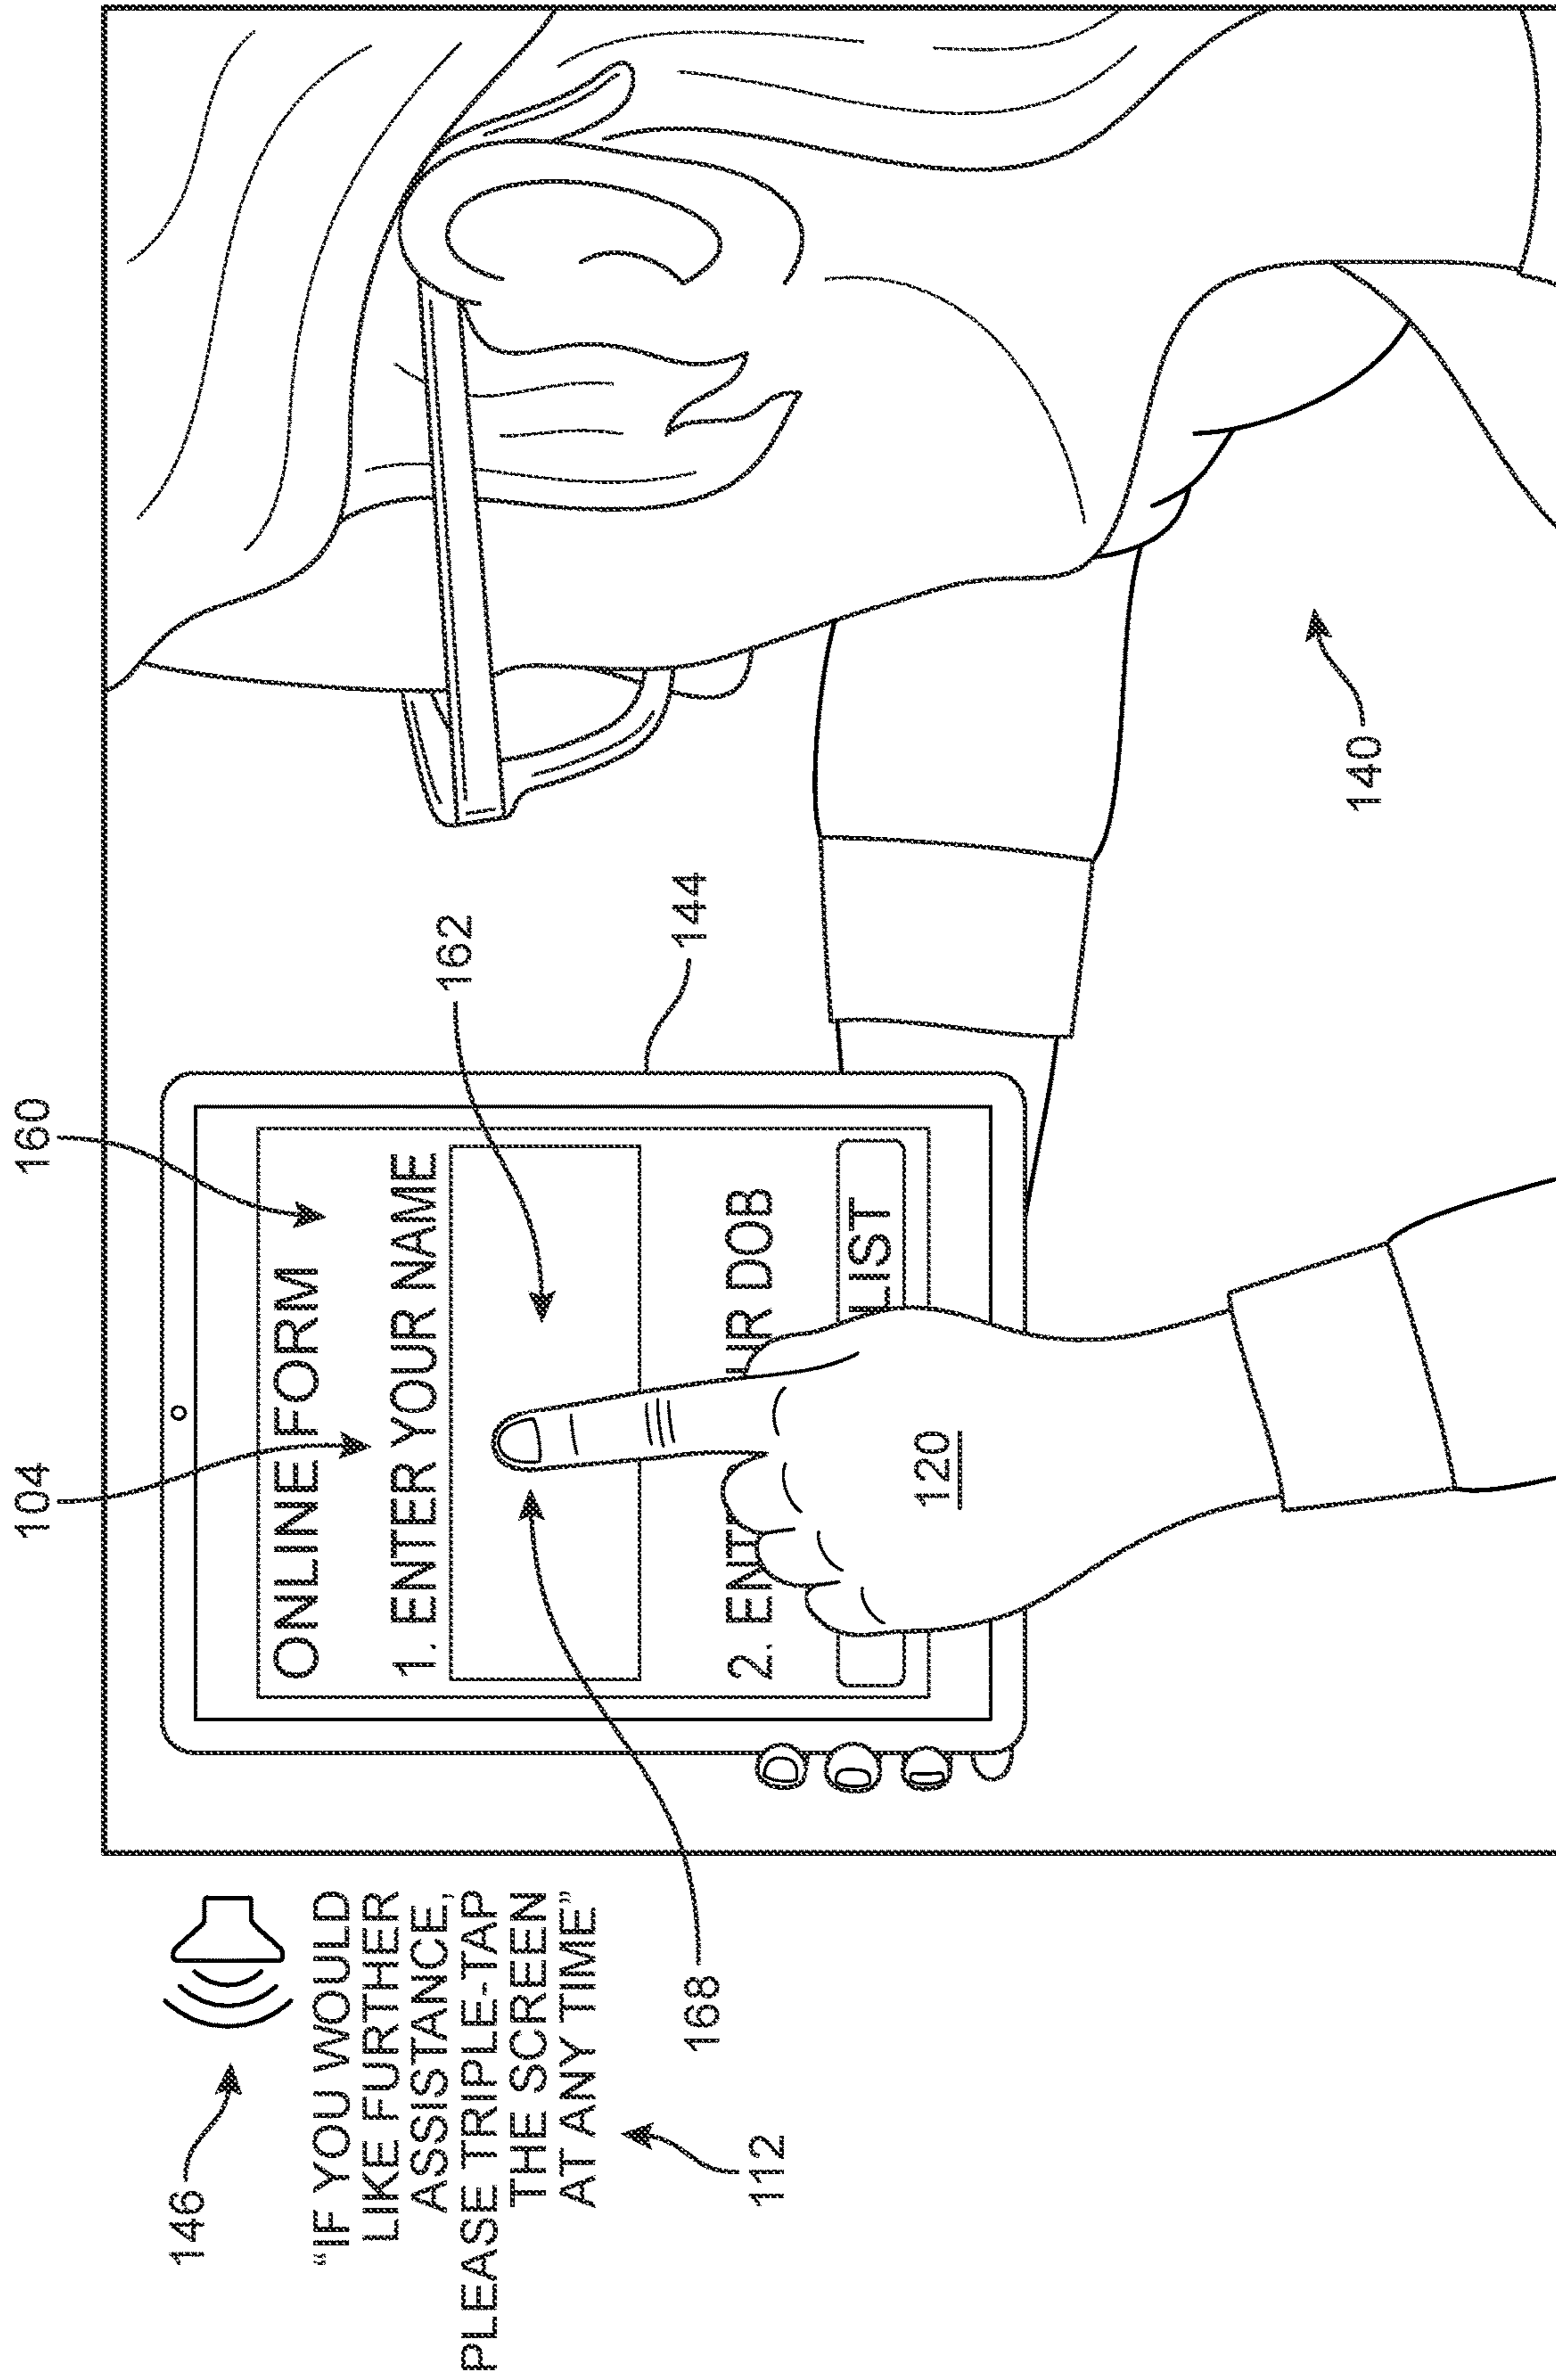 104
160
146
"IF YOU WOULD
LIKE FURTHER
ASSISTANCE,
PLEASE TRIPLE-TAP
THE SCREEN
AT ANY TIME"
112
168
ONLINE FORM
1. ENTER YOUR NAME
162
2. ENT UR DOB
LIST
144
120
140